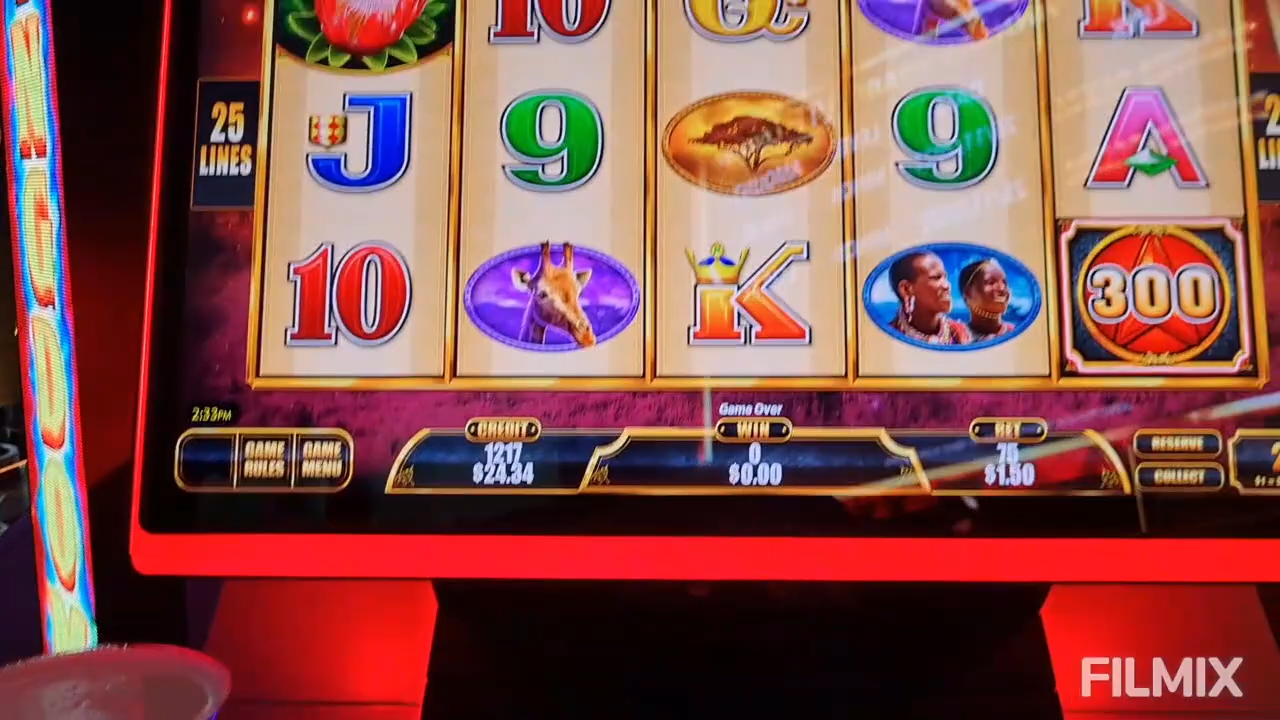 10
K
25
LINES
J
9
9
A
10
K
300
2:33PM
Game Over
CREDIT
WIN
BET
GAME
RULES
GAME
MENU
1217
$24.34
0
$0.00
75
$1.50
RESERVE
COLLECT
FILMIX